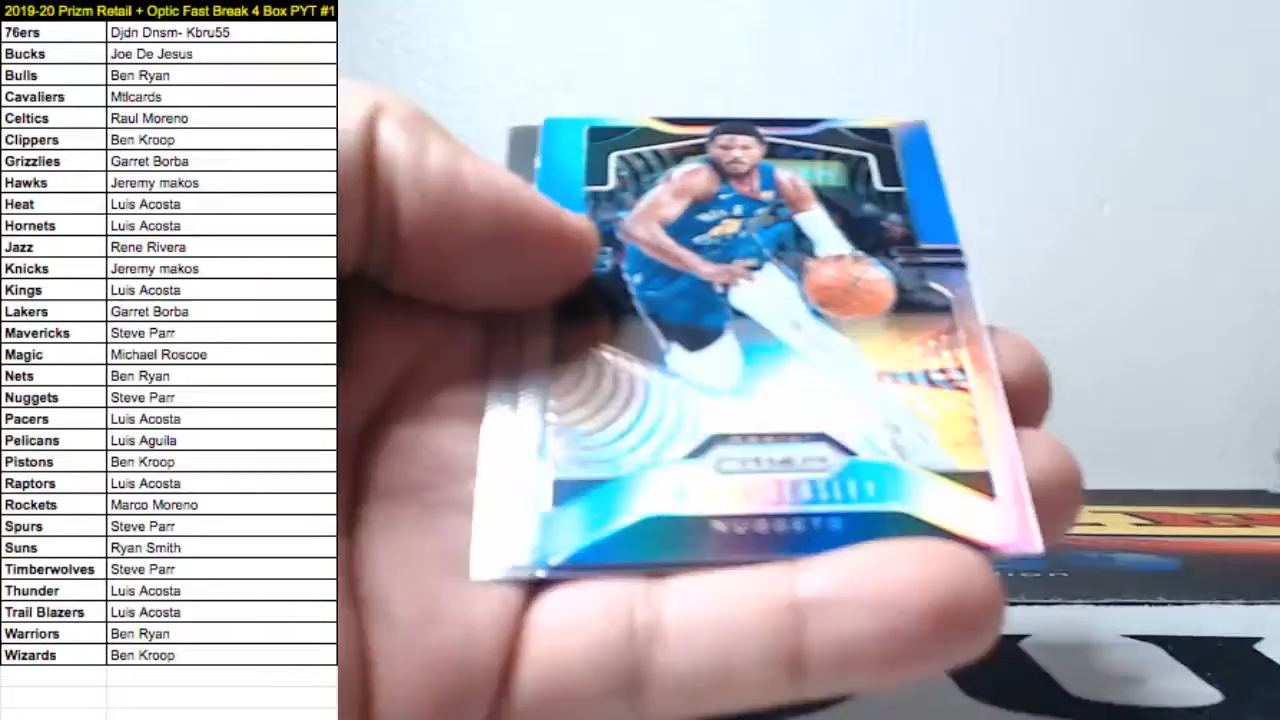 2019-20 Prizm Retail + Optic Fast Break 4 Box PYT #1
76ers Djdn Dnsm- Kbru55
Bucks Joe De Jesus
Bulls Ben Ryan
Cavaliers Mtlcards
Celtics Raul Moreno
Clippers Ben Kroop
Grizzlies Garret Borba
Hawks Jeremy makos
Heat Luis Acosta
Hornets Luis Acosta
Jazz Rene Rivera
Knicks Jeremy makos
Kings Luis Acosta
Lakers Garret Borba
Mavericks Steve Parr
Magic Michael Roscoe
Nets Ben Ryan
Nuggets Steve Parr
Pacers Luis Acosta
Pelicans Luis Aguila
Pistons Ben Kroop
Raptors Luis Acosta
Rockets Marco Moreno
Spurs Steve Parr
Suns Ryan Smith
Timberwolves Steve Parr
Thunder Luis Acosta
Trail Blazers Luis Acosta
Warriors Ben Ryan
Wizards Ben Kroop
PRIZM
NUGGETS